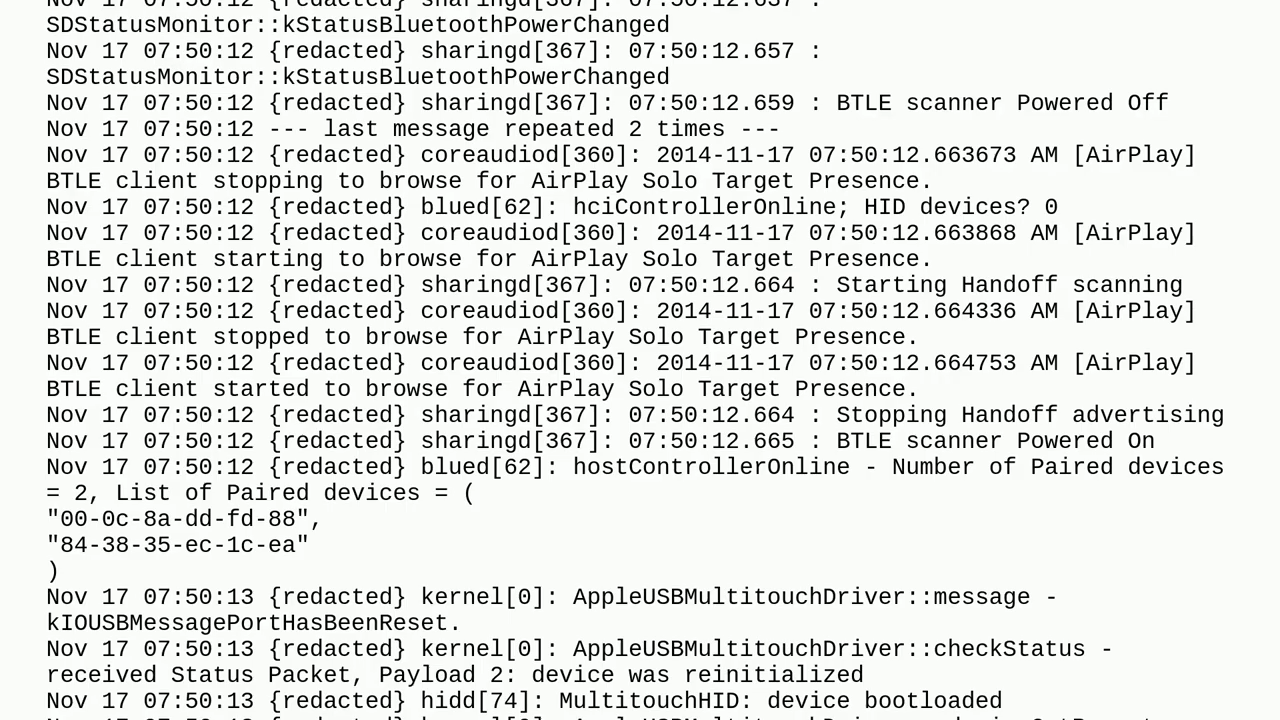 Nov 17 07:50:12 {redacted} sharingd[367]: 07:50:12.637 :
SDStatusMonitor::kStatusBluetoothPowerChanged
Nov 17 07:50:12 {redacted} sharingd[367]: 07:50:12.657 :
SDStatusMonitor::kStatusBluetoothPowerChanged
Nov 17 07:50:12 {redacted} sharingd[367]: 07:50:12.659 : BTLE scanner Powered Off
Nov 17 07:50:12 --- last message repeated 2 times ---
Nov 17 07:50:12 {redacted} coreaudiod[360]: 2014-11-17 07:50:12.663673 AM [AirPlay]
BTLE client stopping to browse for AirPlay Solo Target Presence.
Nov 17 07:50:12 {redacted} blued[62]: hciControllerOnline; HID devices? 0
Nov 17 07:50:12 {redacted} coreaudiod[360]: 2014-11-17 07:50:12.663868 AM [AirPlay]
BTLE client starting to browse for AirPlay Solo Target Presence.
Nov 17 07:50:12 {redacted} sharingd[367]: 07:50:12.664 : Starting Handoff scanning
Nov 17 07:50:12 {redacted} coreaudiod[360]: 2014-11-17 07:50:12.664336 AM [AirPlay]
BTLE client stopped to browse for AirPlay Solo Target Presence.
Nov 17 07:50:12 {redacted} coreaudiod[360]: 2014-11-17 07:50:12.664753 AM [AirPlay]
BTLE client started to browse for AirPlay Solo Target Presence.
Nov 17 07:50:12 {redacted} sharingd[367]: 07:50:12.664 : Stopping Handoff advertising
Nov 17 07:50:12 {redacted} sharingd[367]: 07:50:12.665 : BTLE scanner Powered On
Nov 17 07:50:12 {redacted} blued[62]: hostControllerOnline - Number of Paired devices
= 2, List of Paired devices = (
"00-0c-8a-dd-fd-88",
"84-38-35-ec-1c-ea"
)
Nov 17 07:50:13 {redacted} kernel[0]: AppleUSBMultitouchDriver::message -
kIOUSBMessagePortHasBeenReset.
Nov 17 07:50:13 {redacted} kernel[0]: AppleUSBMultitouchDriver::checkStatus -
received Status Packet, Payload 2: device was reinitialized
Nov 17 07:50:13 {redacted} hidd[74]: MultitouchHID: device bootloaded